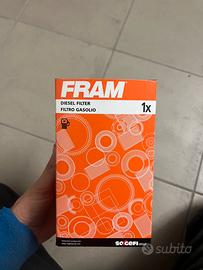 FRAM
DIESEL FILTER
FILTRO GASOLIO
1x
sogefi
subito